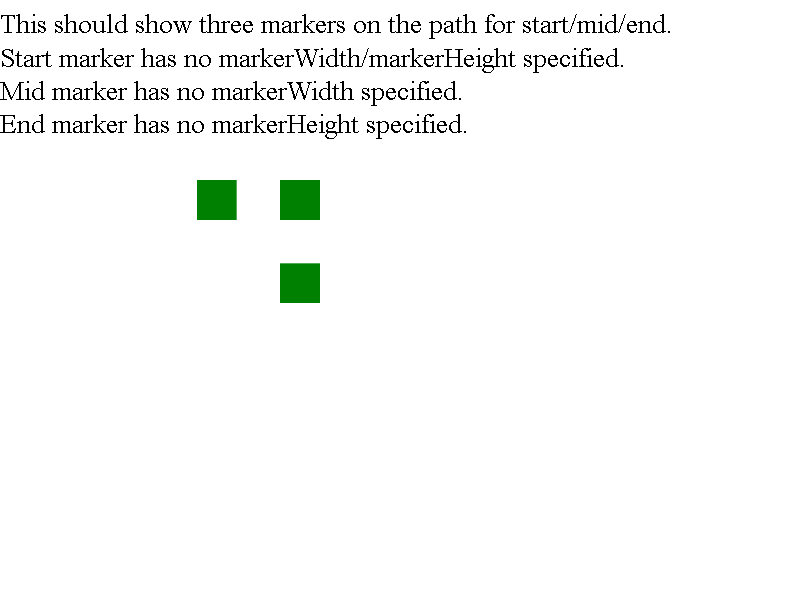 This should show three markers on the path for start/mid/end.
Start marker has no markerWidth/markerHeight specified.
Mid marker has no markerWidth specified.
End marker has no markerHeight specified.